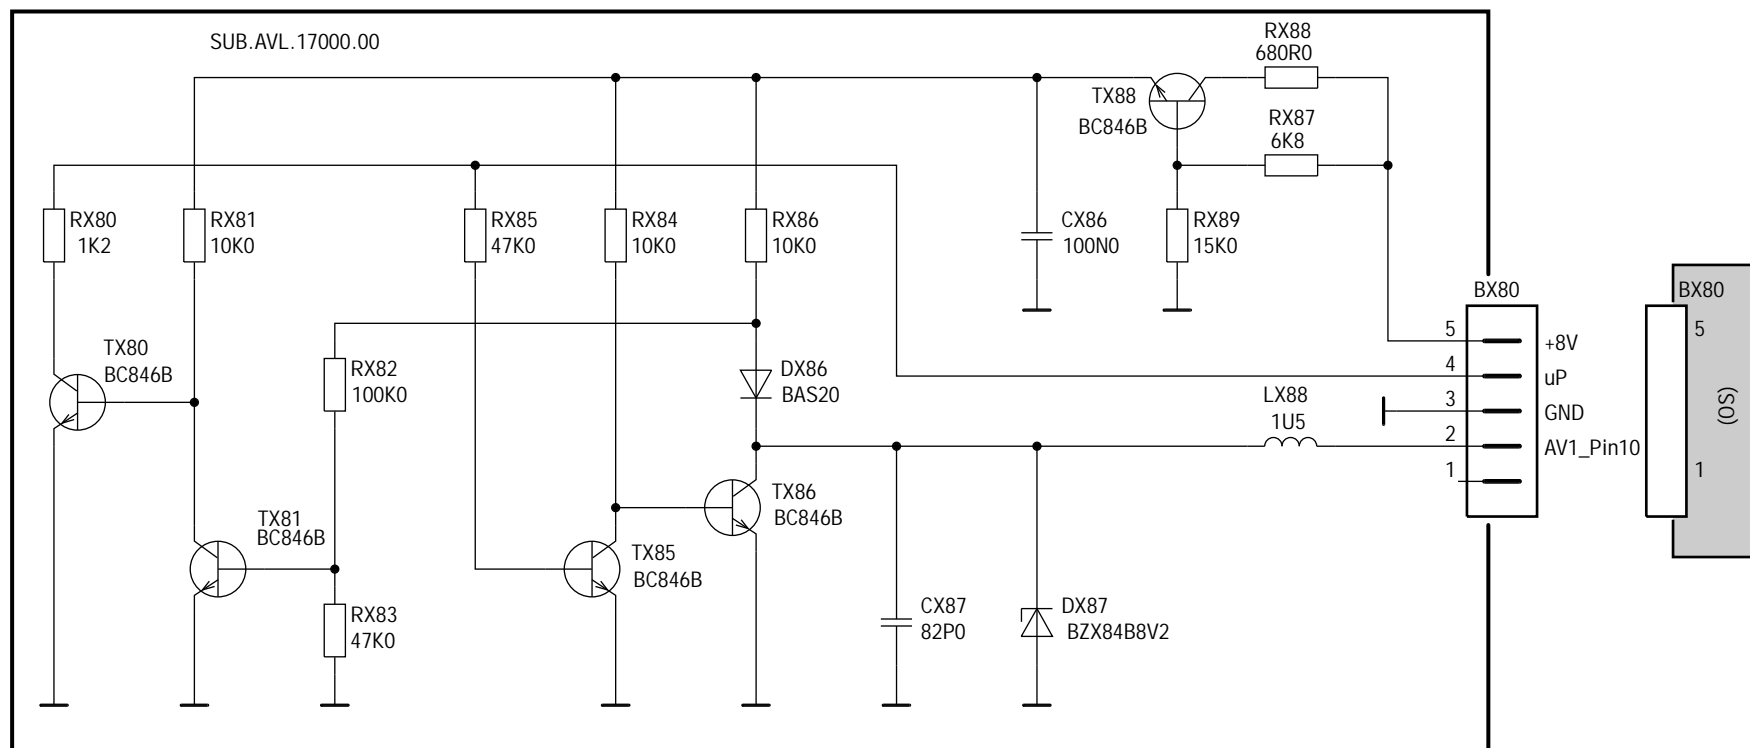 SUB.AVL.17000.00
RX88
680R0
TX88
BC846B
RX87
6K8
RX80
1K2
RX81
10K0
RX85
47K0
RX84
10K0
RX86
10K0
CX86
100N0
RX89
15K0
BX80
BX80
5
+8V
5
4
uP
3
GND
2
AV1_Pin10
1
1
(SO)
TX80
BC846B
RX82
100K0
DX86
BAS20
LX88
1U5
TX86
BC846B
TX81
BC846B
TX85
BC846B
RX83
47K0
CX87
82P0
DX87
BZX84B8V2